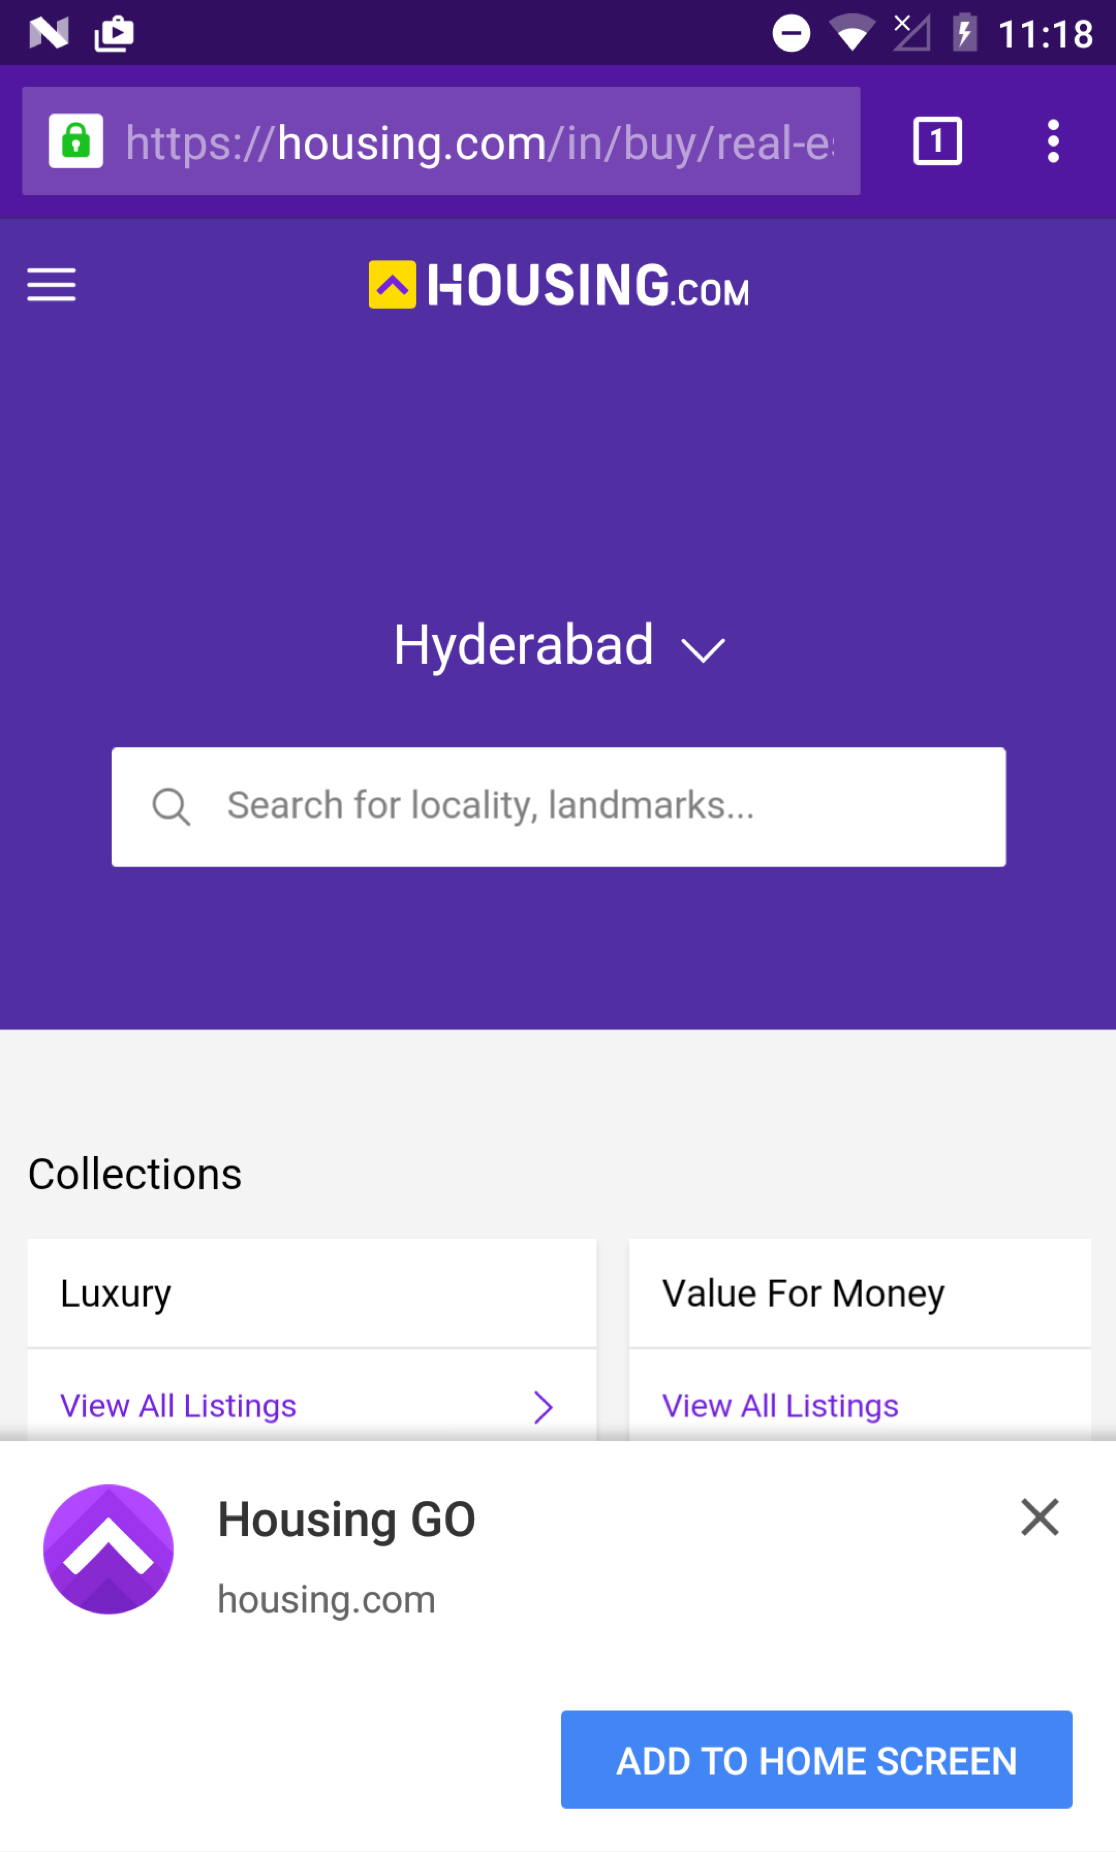 11:18
https://housing.com/in/buy/real-es
1
HOUSING.COM
Hyderabad
Search for locality, landmarks...
Collections
Luxury
Value For Money
View All Listings
View All Listings
Housing GO
housing.com
ADD TO HOME SCREEN